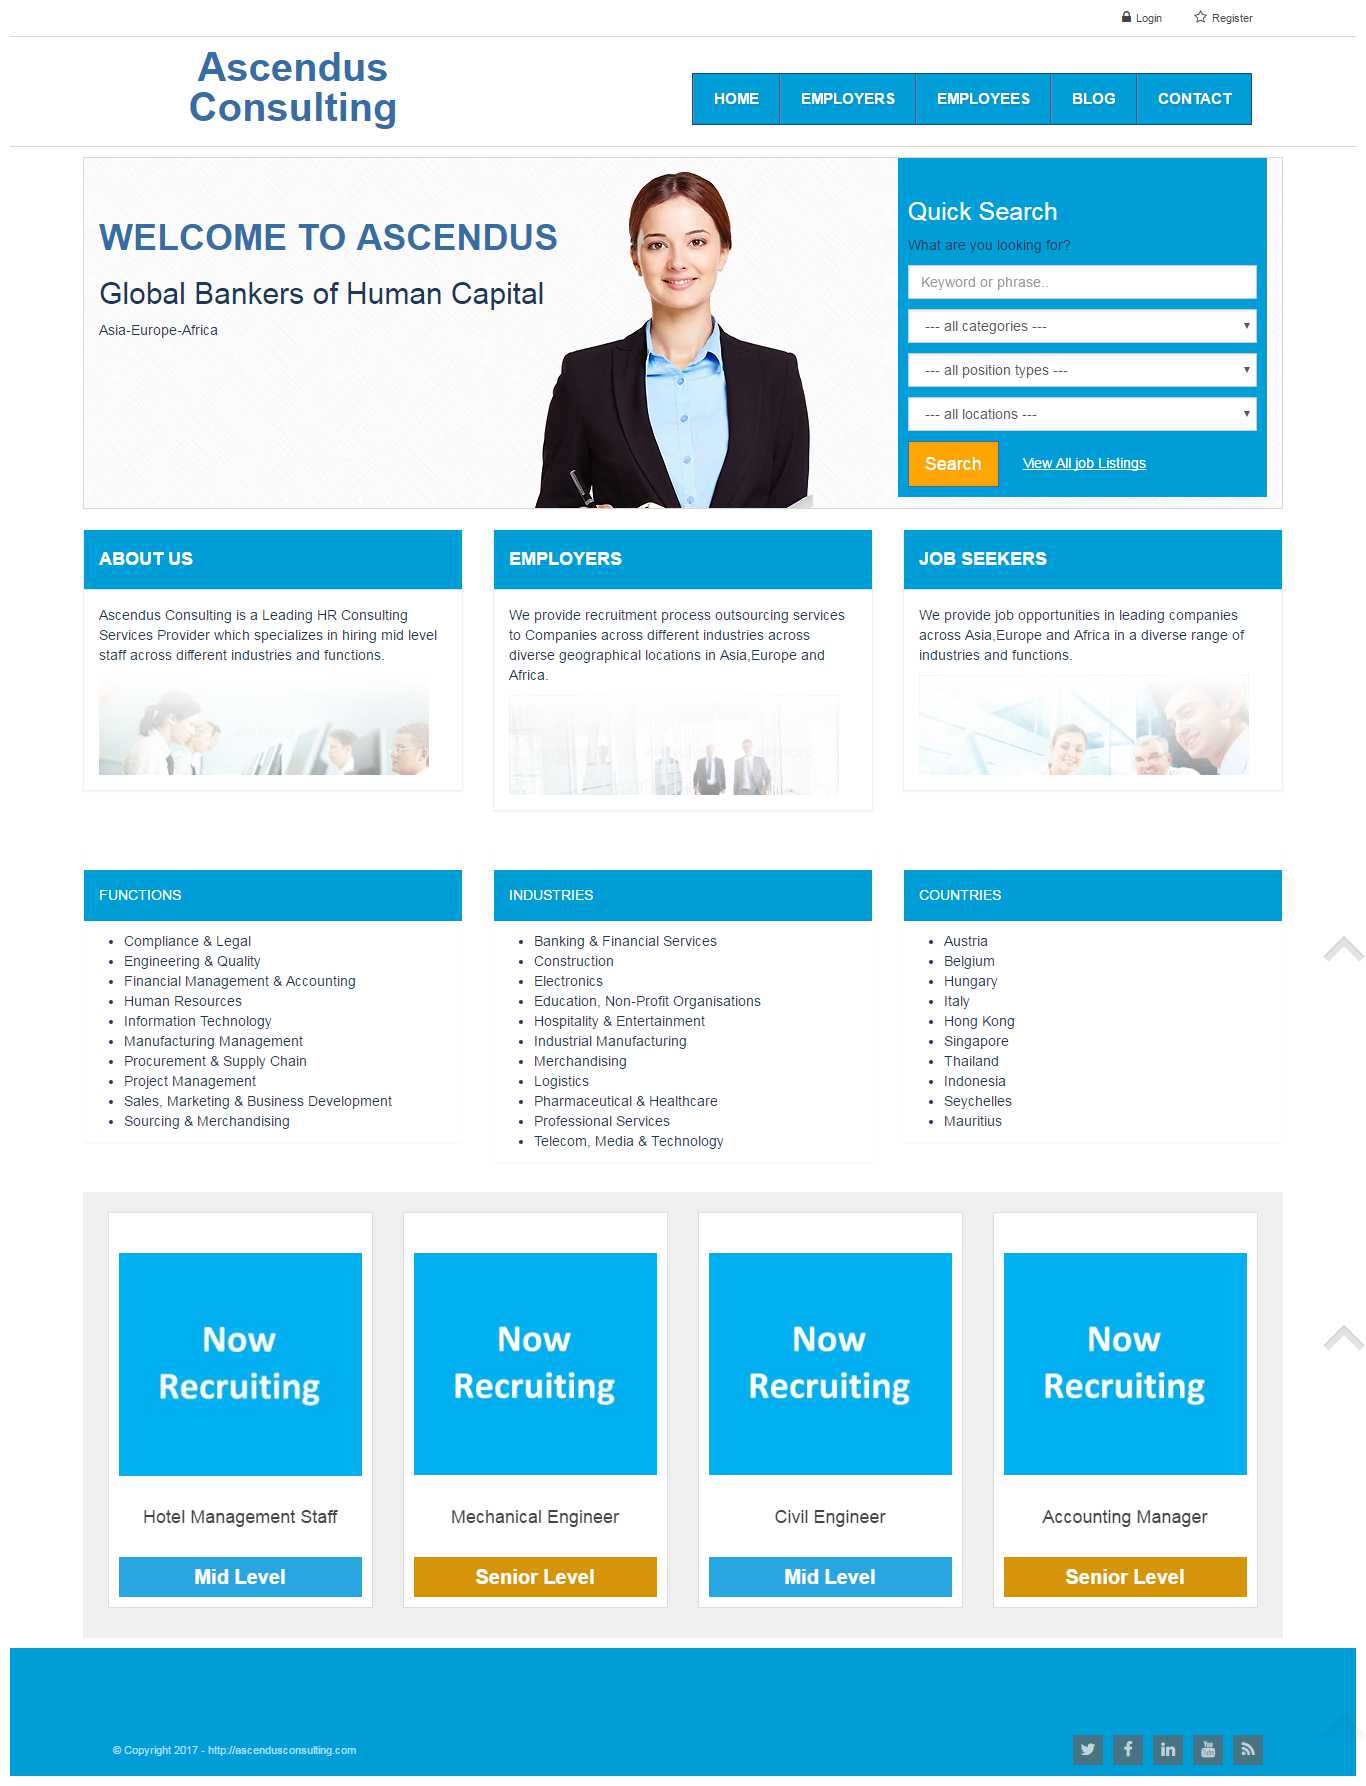 Login Register
Ascendus
Consulting
HOME EMPLOYERS EMPLOYEES BLOG CONTACT
WELCOME TO ASCENDUS
Global Bankers of Human Capital
Asia-Europe-Africa
Quick Search
What are you looking for?
Keyword or phrase..
--- all categories ---
--- all position types ---
--- all locations ---
Search View All job Listings
ABOUT US
Ascendus Consulting is a Leading HR Consulting
Services Provider which specializes in hiring mid level
staff across different industries and functions.
EMPLOYERS
We provide recruitment process outsourcing services
to Companies across different industries across
diverse geographical locations in Asia,Europe and
Africa.
JOB SEEKERS
We provide job opportunities in leading companies
across Asia,Europe and Africa in a diverse range of
industries and functions.
FUNCTIONS
Compliance & Legal
Engineering & Quality
Financial Management & Accounting
Human Resources
Information Technology
Manufacturing Management
Procurement & Supply Chain
Project Management
Sales, Marketing & Business Development
Sourcing & Merchandising
INDUSTRIES
Banking & Financial Services
Construction
Electronics
Education, Non-Profit Organisations
Hospitality & Entertainment
Industrial Manufacturing
Merchandising
Logistics
Pharmaceutical & Healthcare
Professional Services
Telecom, Media & Technology
COUNTRIES
Austria
Belgium
Hungary
Italy
Hong Kong
Singapore
Thailand
Indonesia
Seychelles
Mauritius
Now
Recruiting
Hotel Management Staff
Mid Level
Now
Recruiting
Mechanical Engineer
Senior Level
Now
Recruiting
Civil Engineer
Mid Level
Now
Recruiting
Accounting Manager
Senior Level
© Copyright 2017 - http://ascendusconsulting.com